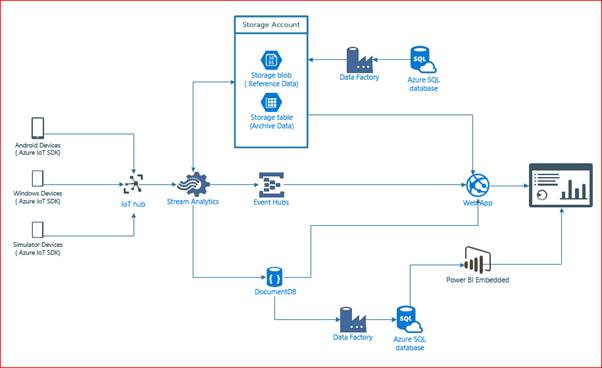 Storage Account
Storage blob
( Reference Data)
Storage table
(Archive Data)
Data Factory
SQL
Azure SQL
database
Android Devices
( Azure IoT SDK)
Windows Devices
( Azure IoT SDK)
Simulator Devices
( Azure IoT SDK)
IoT hub
Stream Analytics
Event Hubs
Web App
DocumentDB
Power Bi Embedded
Data Factory
SQL
Azure SQL
database